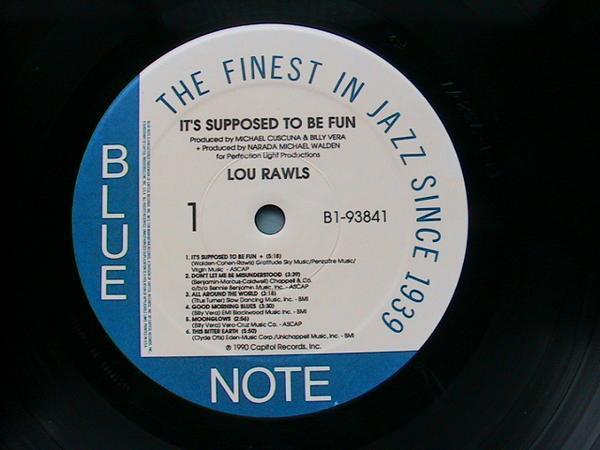 THE FINEST IN JAZZ SINCE 1939
IT'S SUPPOSED TO BE FUN
Produced by MICHAEL CUSCUNA & BILLY VERA
+ Produced by NARADA MICHAEL WALDEN
for Perfection Light Productions
LOU RAWLS
1
B1-93841
1. IT'S SUPPOSED TO BE FUN + (5:18)
(Walden-Cohen-Rawls) Gratitude Sky Music/Penzafire Music/
Virgin Music - ASCAP
2. DON'T LET ME BE MISUNDERSTOOD (3:39)
(Benjamin-Marcus-Caldwell) Chappell & Co.
o/b/o Bennie Benjamin Music, Inc. - ASCAP
3. ALL AROUND THE WORLD (3:18)
(Titus Turner) Slow Dancing Music, Inc. - BMI
4. GOOD MORNING BLUES (3:30)
(Billy Vera) EMI Blackwood Music Inc. - BMI
5. MOONGLOWS (2:56)
(Billy Vera) Vera-Cruz Music Co. - ASCAP
6. THIS BITTER EARTH (5:50)
(Clyde Otis) Eden-Music Corp./Unichappell Music, Inc. - BMI
℗ 1990 Capitol Records, Inc.
BLUE
NOTE